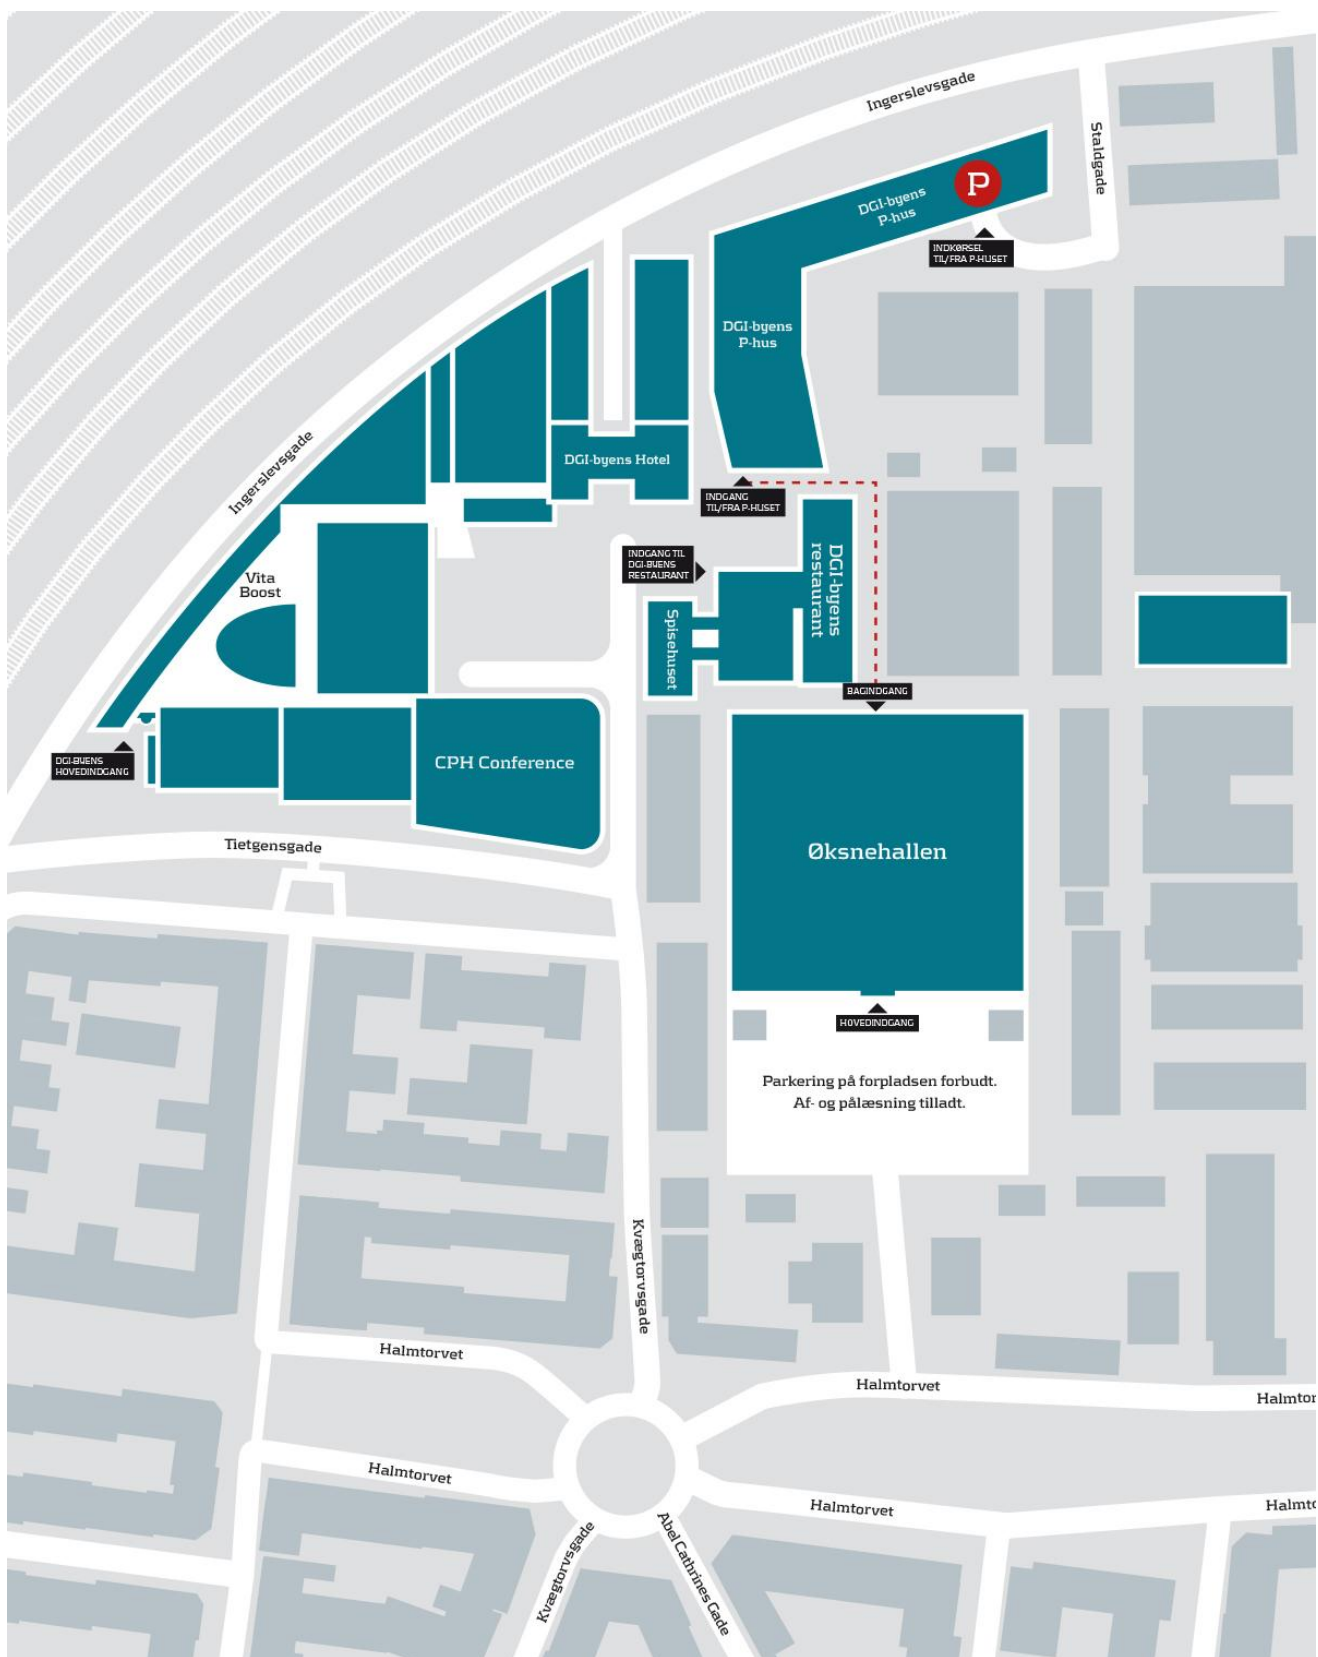 Ingerslevsgade
Staldgade
P
DGI-byens
P-hus
INDKØRSEL
TIL/FRA P-HUSET
DGI-byens
P-hus
Ingerslevsgade
DGI-byens Hotel
INDGANG
TIL/FRA P-HUSET
INDGANG TIL
DGI-BYENS
RESTAURANT
DGI-byens
restaurant
Vita
Boost
Spisehuset
BAGINDGANG
DGI-BYENS
HOVEDINDGANG
CPH Conference
Tietgensgade
Øksnehallen
HOVEDINDGANG
Parkering på forpladsen forbudt.
Af- og pålæsning tilladt.
Kvægtorvsgade
Halmtorvet
Halmtorvet
Halmtor
Halmtorvet
Halmtorvet
Halmto
Kvægtorvsgade
Abel Cathrines Gade